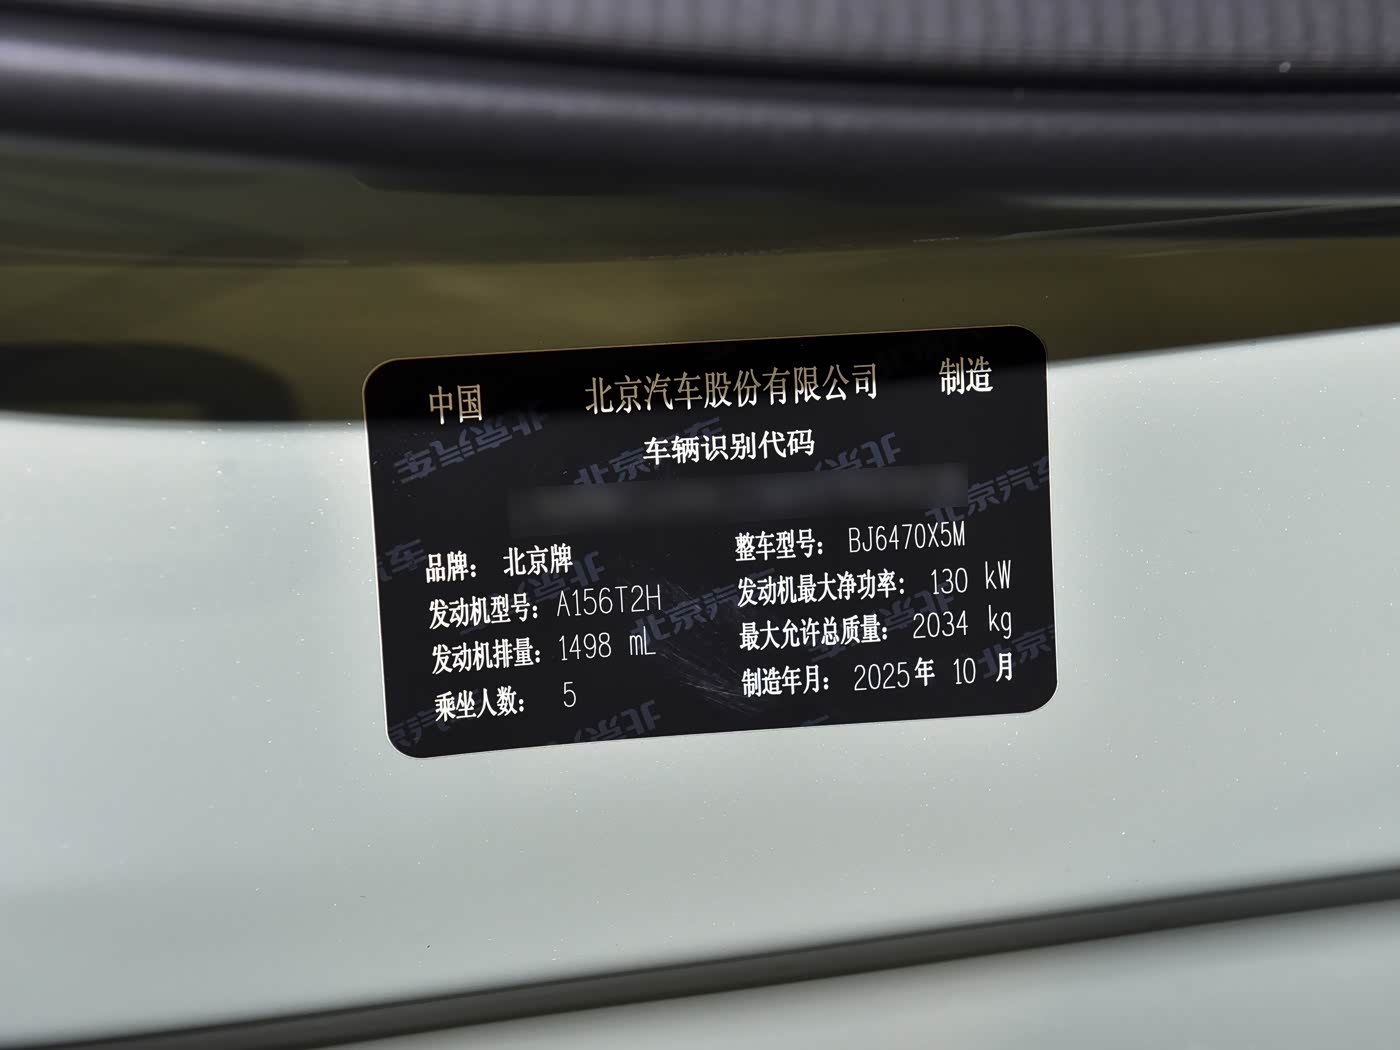 中国 北京汽车股份有限公司 制造
车辆识别代码
品牌: 北京牌 整车型号: BJ6470X5M
发动机型号: A156T2H 发动机最大净功率: 130 kW
发动机排量: 1498 mL 最大允许总质量: 2034 kg
乘坐人数: 5 制造年月: 2025年 10 月